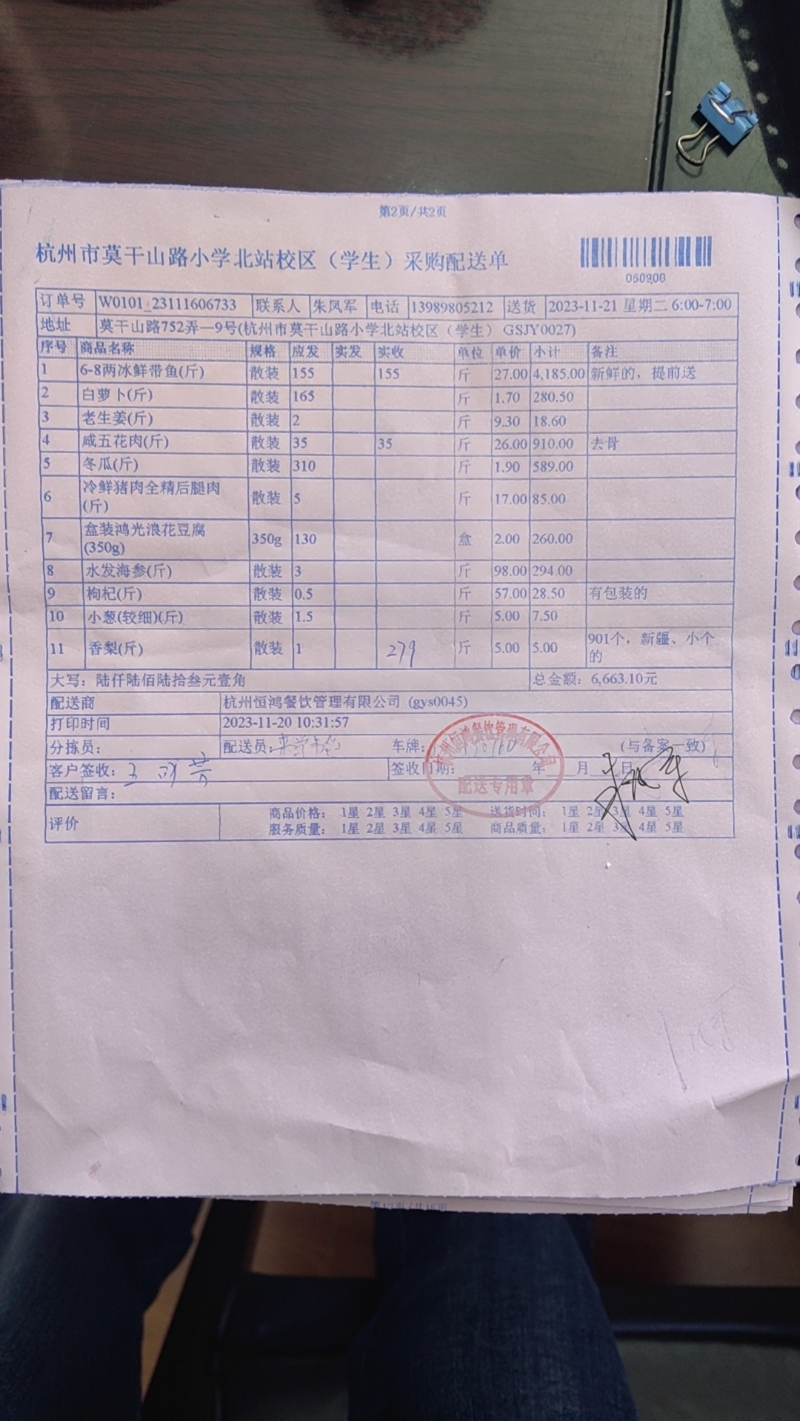 第2页/共2页
杭州市莫干山路小学北站校区（学生）采购配送单
050900
订单号 W0101_23111606733 联系人 朱凤军 电话 13989805212 送货 2023-11-21 星期二 6:00-7:00
地址 莫干山路752弄—9号(杭州市莫干山路小学北站校区（学生） GSJY0027)
序号 商品名称 规格 应发 实发 实收 单位 单价 小计 备注
1 6-8两冰鲜带鱼(斤) 散装 155 155 斤 27.00 4,185.00 新鲜的，提前送
2 白萝卜(斤) 散装 165 斤 1.70 280.50
3 老生姜(斤) 散装 2 斤 9.30 18.60
4 咸五花肉(斤) 散装 35 35 斤 26.00 910.00 去骨
5 冬瓜(斤) 散装 310 斤 1.90 589.00
6 冷鲜猪肉全精后腿肉(斤) 散装 5 斤 17.00 85.00
7 盒装鸿光浪花豆腐(350g) 350g 130 盒 2.00 260.00
8 水发海参(斤) 散装 3 斤 98.00 294.00
9 枸杞(斤) 散装 0.5 斤 57.00 28.50 有包装的
10 小葱(较细)(斤) 散装 1.5 斤 5.00 7.50
11 香梨(斤) 散装 1 279 斤 5.00 5.00 901个，新疆、小个的
大写：陆仟陆佰陆拾叁元壹角 总金额：6,663.10元
配送商 杭州恒鸿餐饮管理有限公司 (gys0045)
打印时间 2023-11-20 10:31:57
分拣员： 配送员： 车牌： (与备案一致)
客户签收： 签收日期： 年 月 日
杭州恒鸿餐饮管理有限公司
配送专用章
配送留言：
评价 商品价格： 1星 2星 3星 4星 5星 送货时间： 1星 2星 3星 4星 5星
服务质量： 1星 2星 3星 4星 5星 商品质量： 1星 2星 3星 4星 5星